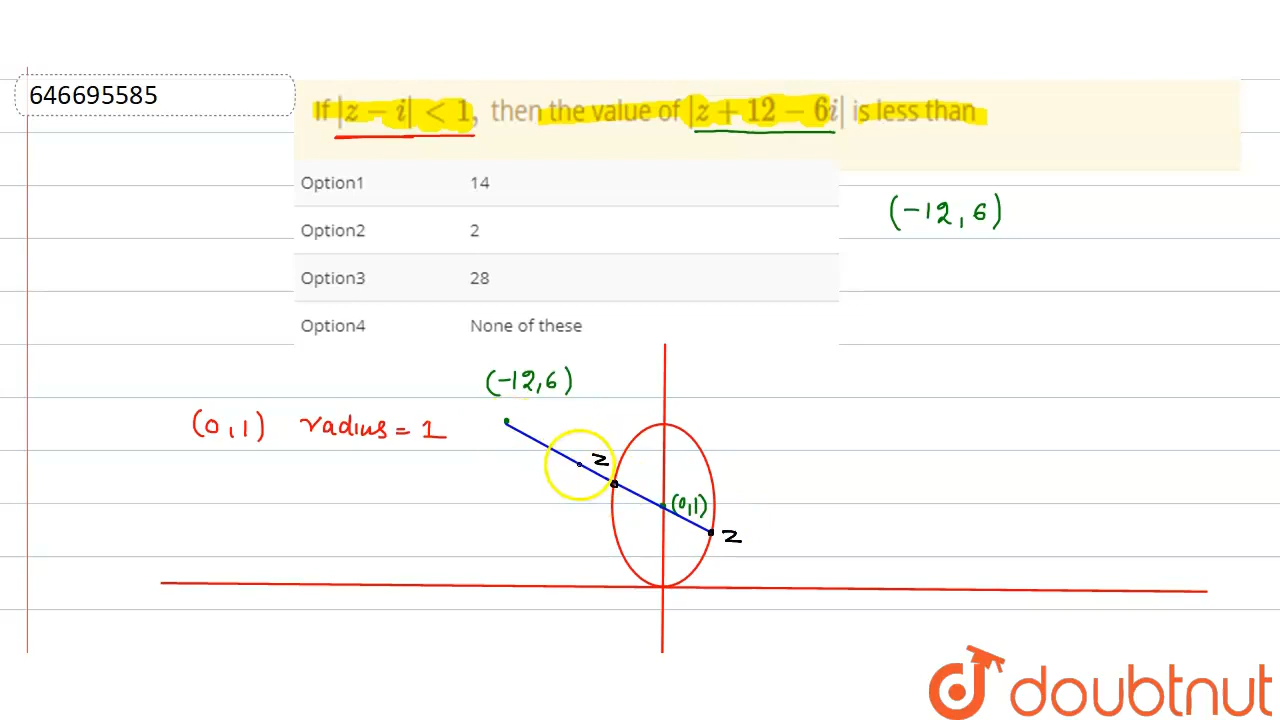 646695585
If |z − i| < 1, then the value of |z + 12 − 6i| is less than
Option1 14
Option2 2
Option3 28
Option4 None of these
(-12, 6)
(-12, 6)
(0, 1) radius = 1
z
(0, 1)
z
doubtnut